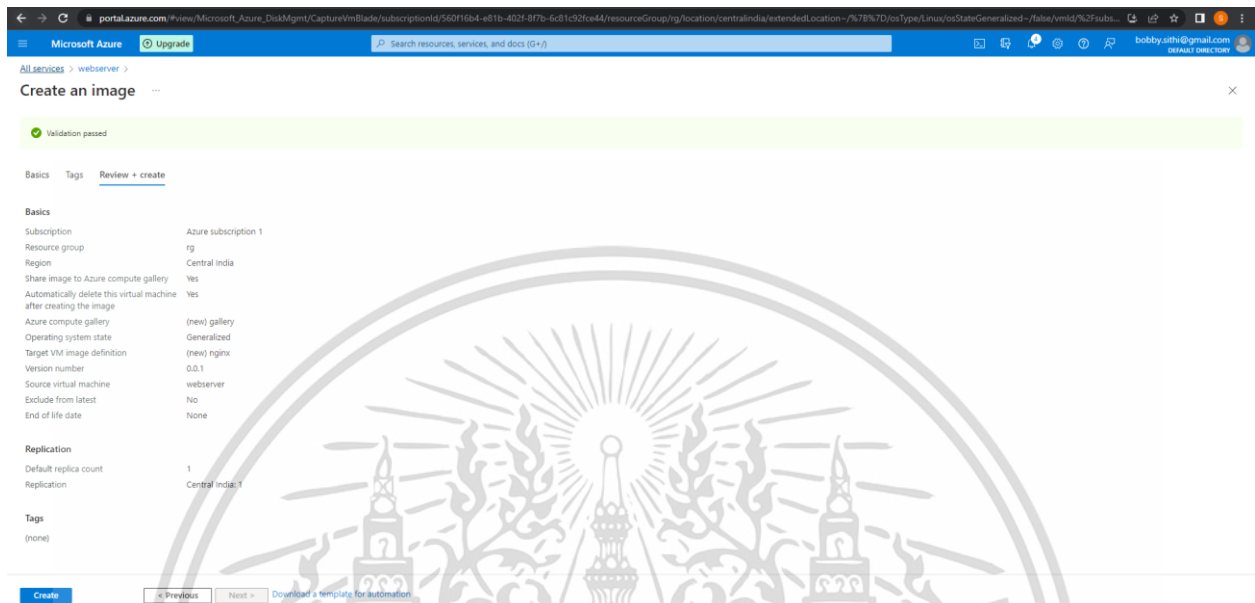 portal.azure.com/#view/Microsoft_Azure_DiskMgmt/CaptureVmBlade/subscriptionId/560f16b4-e81b-402f-8f7b-6c81c92fce44/resourceGroup/rg/location/centralindia/extendedLocation~/%7B%7D/osType/Linux/osStateGeneralized~/false/vmId/%2Fsubs...
Microsoft Azure Upgrade Search resources, services, and docs (G+/) 4 bobby.sithi@gmail.com
DEFAULT DIRECTORY
All services > webserver >
Create an image ...
Validation passed
Basics Tags Review + create
Basics
Subscription Azure subscription 1
Resource group rg
Region Central India
Share image to Azure compute gallery Yes
Automatically delete this virtual machine Yes
after creating the image
Azure compute gallery (new) gallery
Operating system state Generalized
Target VM image definition (new) nginx
Version number 0.0.1
Source virtual machine webserver
Exclude from latest No
End of life date None
Replication
Default replica count 1
Replication Central India: 1
Tags
(none)
Create < Previous Next > Download a template for automation